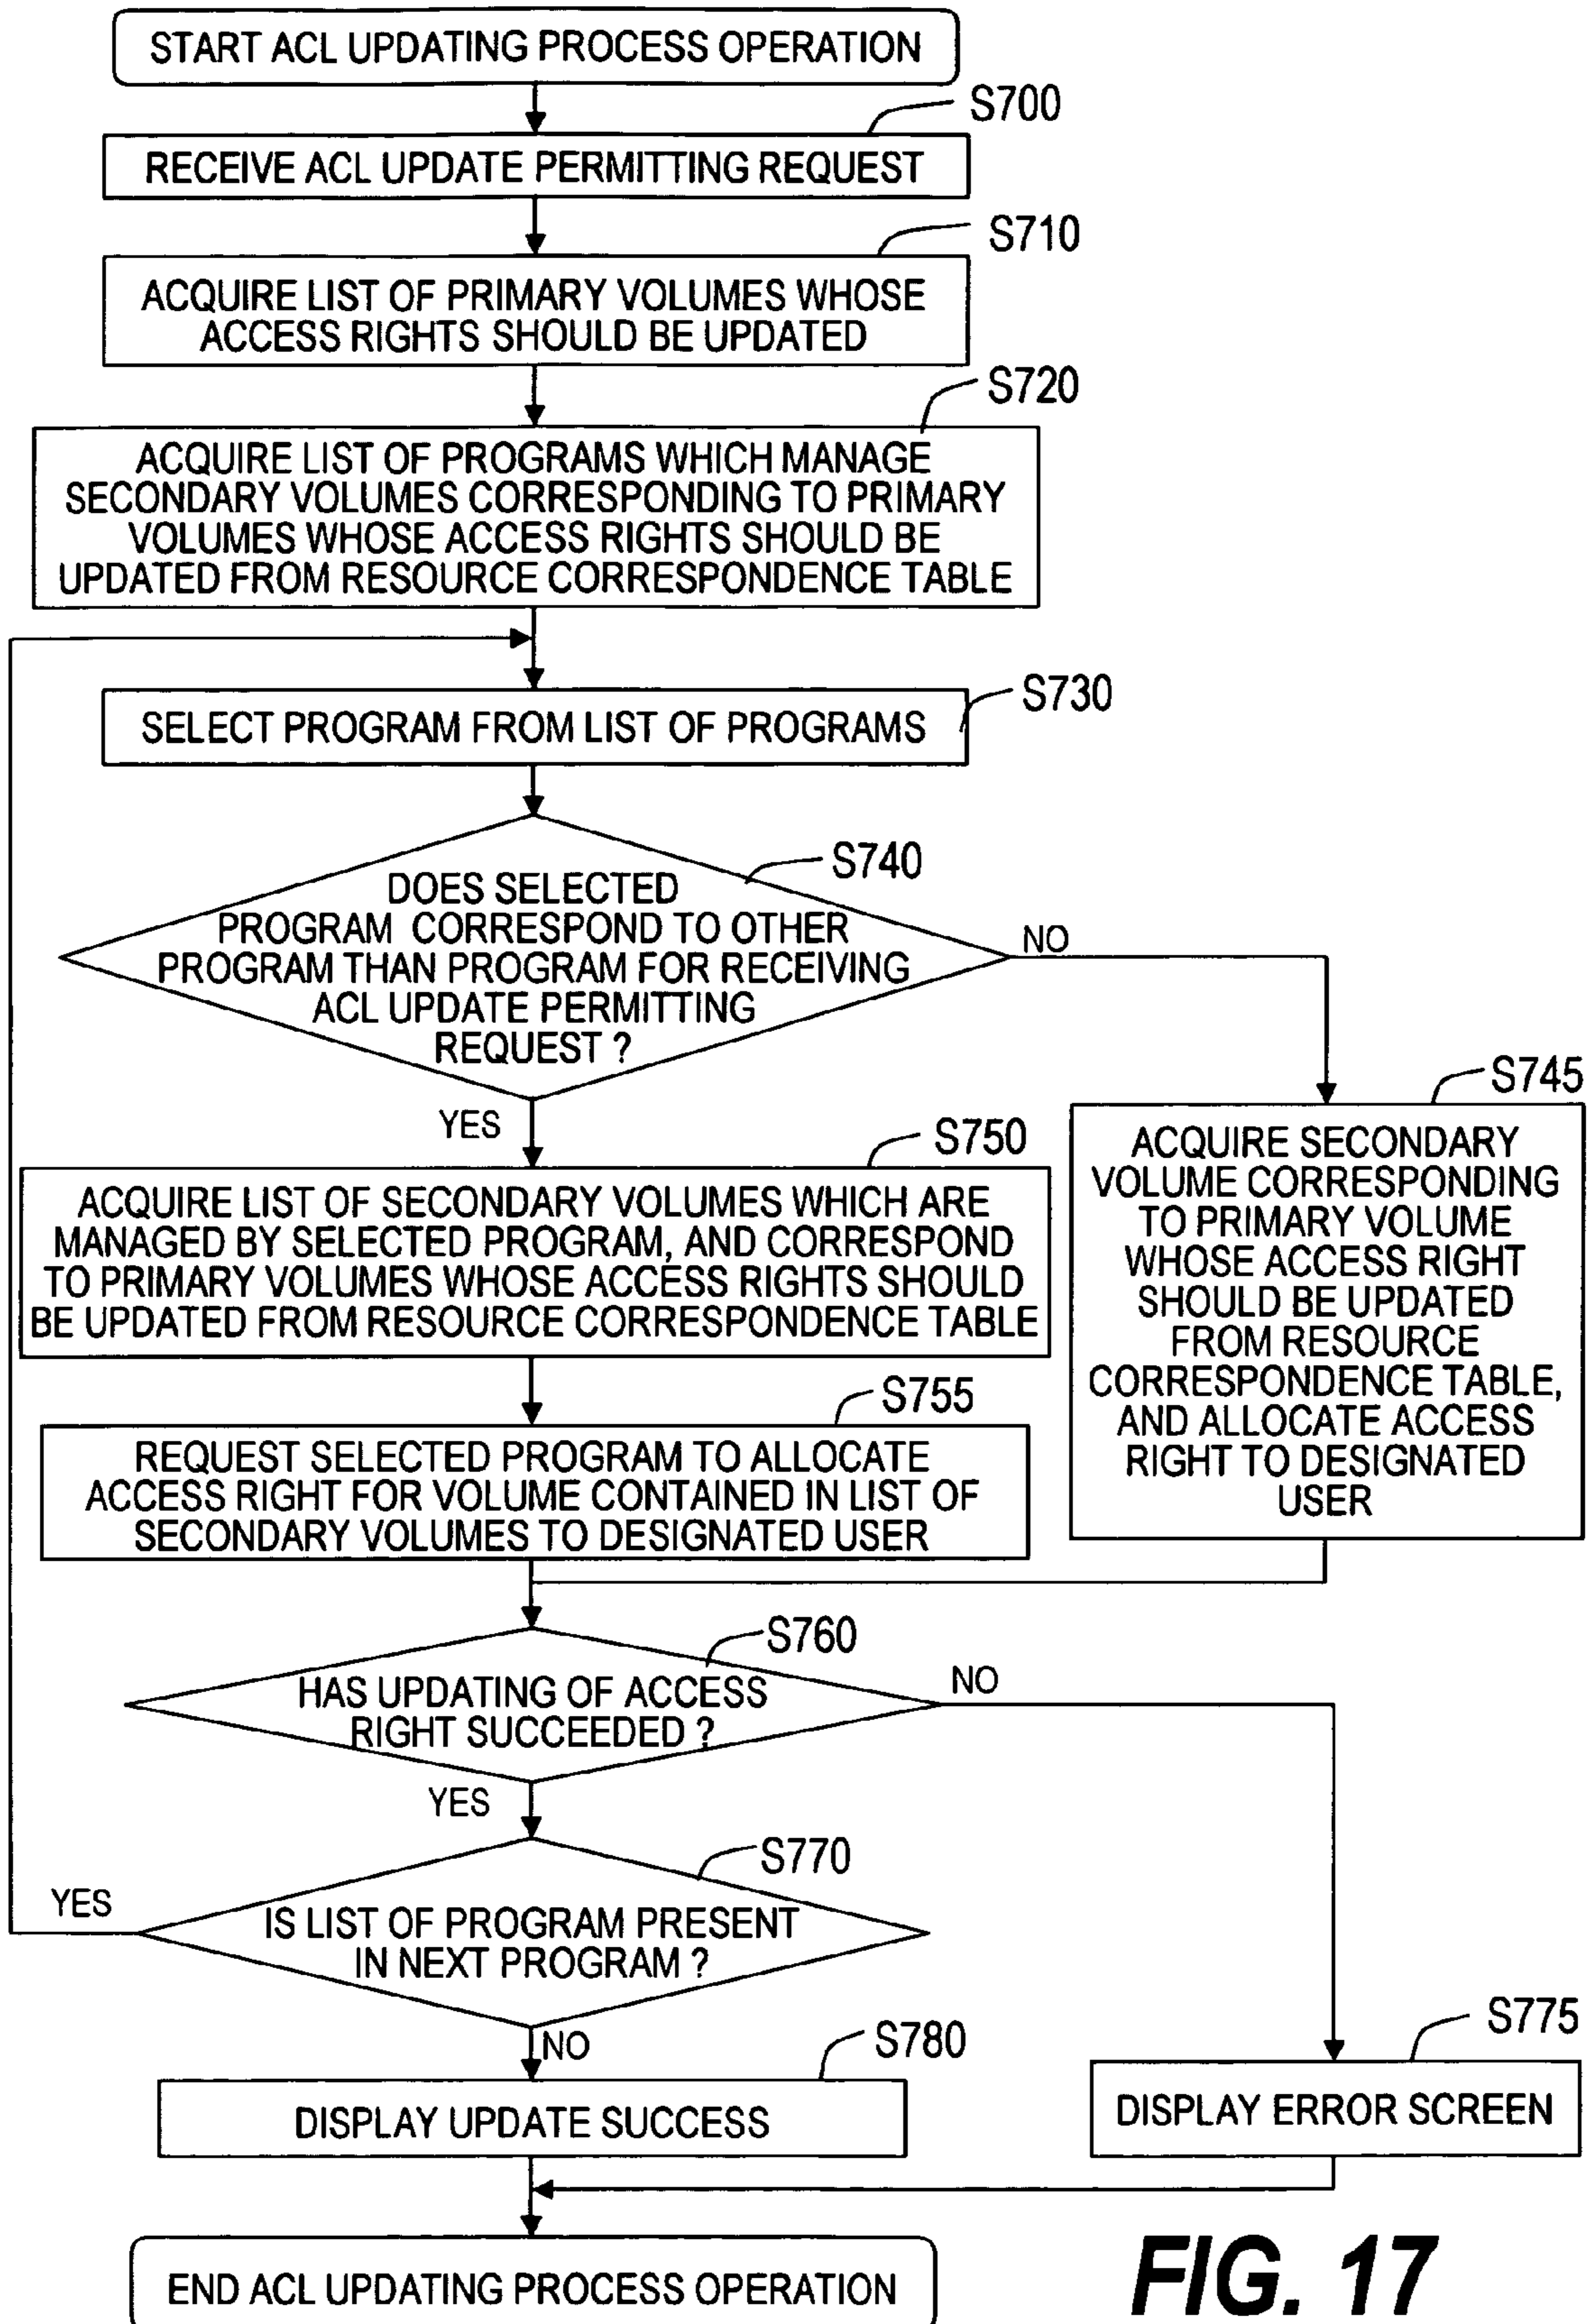 START ACL UPDATING PROCESS OPERATION
S700
RECEIVE ACL UPDATE PERMITTING REQUEST
S710
ACQUIRE LIST OF PRIMARY VOLUMES WHOSE
ACCESS RIGHTS SHOULD BE UPDATED
S720
ACQUIRE LIST OF PROGRAMS WHICH MANAGE
SECONDARY VOLUMES CORRESPONDING TO PRIMARY
VOLUMES WHOSE ACCESS RIGHTS SHOULD BE
UPDATED FROM RESOURCE CORRESPONDENCE TABLE
S730
SELECT PROGRAM FROM LIST OF PROGRAMS
S740
DOES SELECTED
PROGRAM CORRESPOND TO OTHER
PROGRAM THAN PROGRAM FOR RECEIVING
ACL UPDATE PERMITTING
REQUEST ?
NO
YES
S745
ACQUIRE SECONDARY
VOLUME CORRESPONDING
TO PRIMARY VOLUME
WHOSE ACCESS RIGHT
SHOULD BE UPDATED
FROM RESOURCE
CORRESPONDENCE TABLE,
AND ALLOCATE ACCESS
RIGHT TO DESIGNATED
USER
S750
ACQUIRE LIST OF SECONDARY VOLUMES WHICH ARE
MANAGED BY SELECTED PROGRAM, AND CORRESPOND
TO PRIMARY VOLUMES WHOSE ACCESS RIGHTS SHOULD
BE UPDATED FROM RESOURCE CORRESPONDENCE TABLE
S755
REQUEST SELECTED PROGRAM TO ALLOCATE
ACCESS RIGHT FOR VOLUME CONTAINED IN LIST OF
SECONDARY VOLUMES TO DESIGNATED USER
S760
HAS UPDATING OF ACCESS
RIGHT SUCCEEDED ?
NO
YES
S770
YES
IS LIST OF PROGRAM PRESENT
IN NEXT PROGRAM ?
NO
S780
DISPLAY UPDATE SUCCESS
S775
DISPLAY ERROR SCREEN
END ACL UPDATING PROCESS OPERATION
FIG. 17